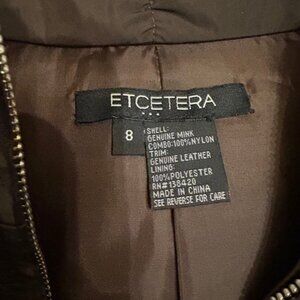 ETCETERA
...
8
SHELL:
GENUINE MINK
COMBO:100%NYLON
TRIM:
GENUINE LEATHER
LINING:
100%POLYESTER
RN#138420
MADE IN CHINA
SEE REVERSE FOR CARE